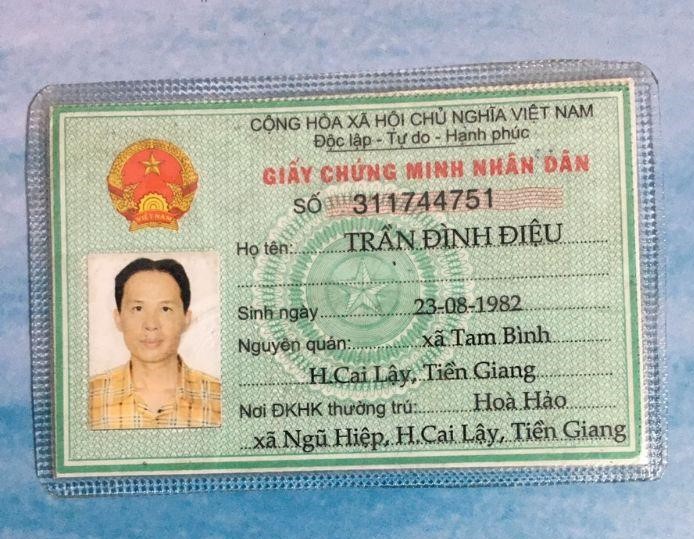 CỘNG HÒA XÃ HỘI CHỦ NGHĨA VIỆT NAM
Độc lập - Tự do - Hạnh phúc
GIẤY CHỨNG MINH NHÂN DÂN
SỐ 311744751
Họ tên: TRẦN ĐÌNH ĐIỆU
Sinh ngày 23-08-1982
Nguyên quán: xã Tam Bình
H.Cai Lậy, Tiền Giang
Nơi ĐKHK thường trú: Hoà Hảo
xã Ngũ Hiệp, H.Cai Lậy, Tiền Giang
VIỆT NAM